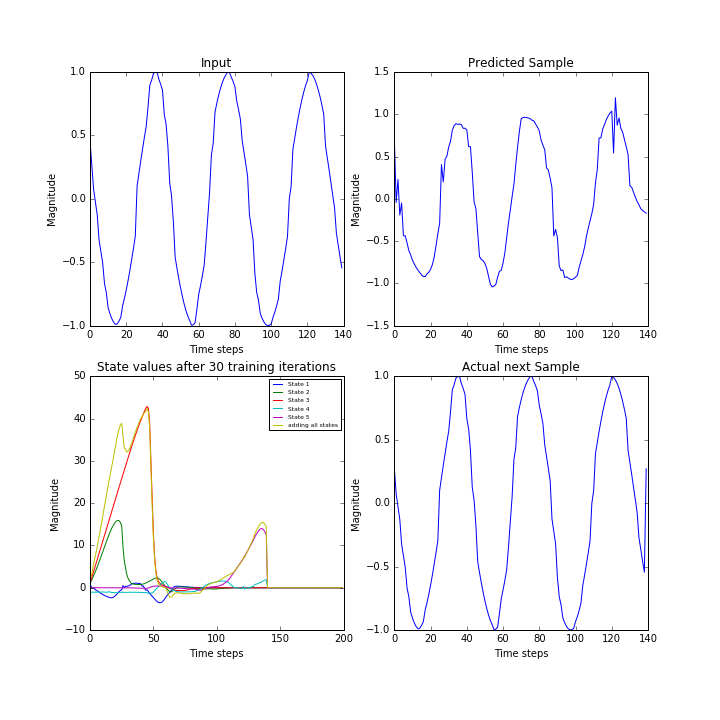 Input
Magnitude
1.0
0.5
0.0
−0.5
−1.0
0 20 40 60 80 100 120 140
Time steps
Predicted Sample
Magnitude
1.5
1.0
0.5
0.0
−0.5
−1.0
−1.5
0 20 40 60 80 100 120 140
Time steps
State values after 30 training iterations
Magnitude
50
40
30
20
10
0
−10
0 50 100 150 200
Time steps
State 1
State 2
State 3
State 4
State 5
adding all states
Actual next Sample
Magnitude
1.0
0.5
0.0
−0.5
−1.0
0 20 40 60 80 100 120 140
Time steps